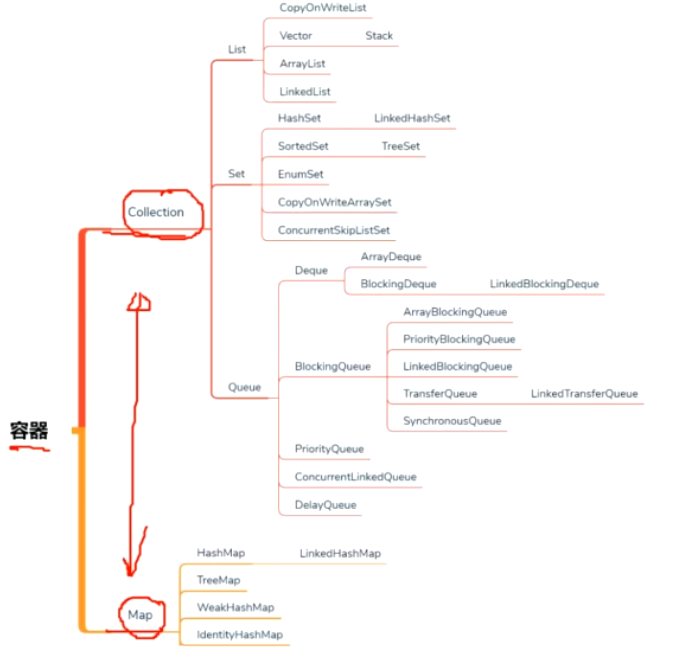 CopyOnWriteList
Vector Stack
List
ArrayList
LinkedList
HashSet LinkedHashSet
SortedSet TreeSet
Set
EnumSet
CopyOnWriteArraySet
Collection
ConcurrentSkipListSet
ArrayDeque
Deque
BlockingDeque LinkedBlockingDeque
ArrayBlockingQueue
PriorityBlockingQueue
BlockingQueue
LinkedBlockingQueue
Queue
TransferQueue LinkedTransferQueue
SynchronousQueue
容器
PriorityQueue
ConcurrentLinkedQueue
DelayQueue
HashMap LinkedHashMap
TreeMap
Map
WeakHashMap
IdentityHashMap